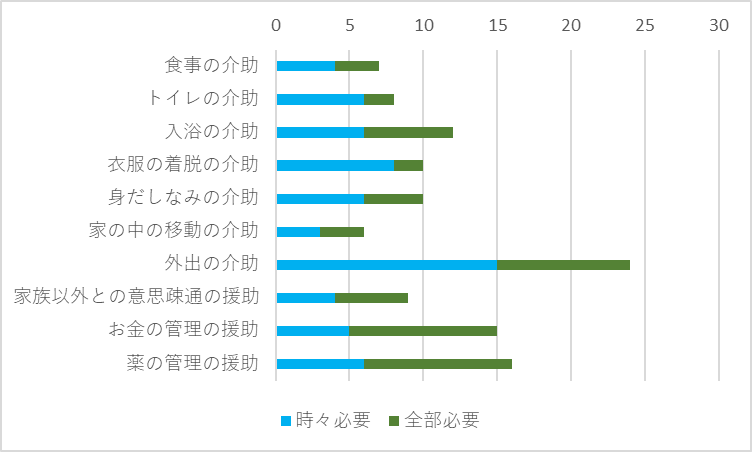 0 5 10 15 20 25 30
食事の介助
トイレの介助
入浴の介助
衣服の着脱の介助
身だしなみの介助
家の中の移動の介助
外出の介助
家族以外との意思疎通の援助
お金の管理の援助
薬の管理の援助
時々必要 全部必要